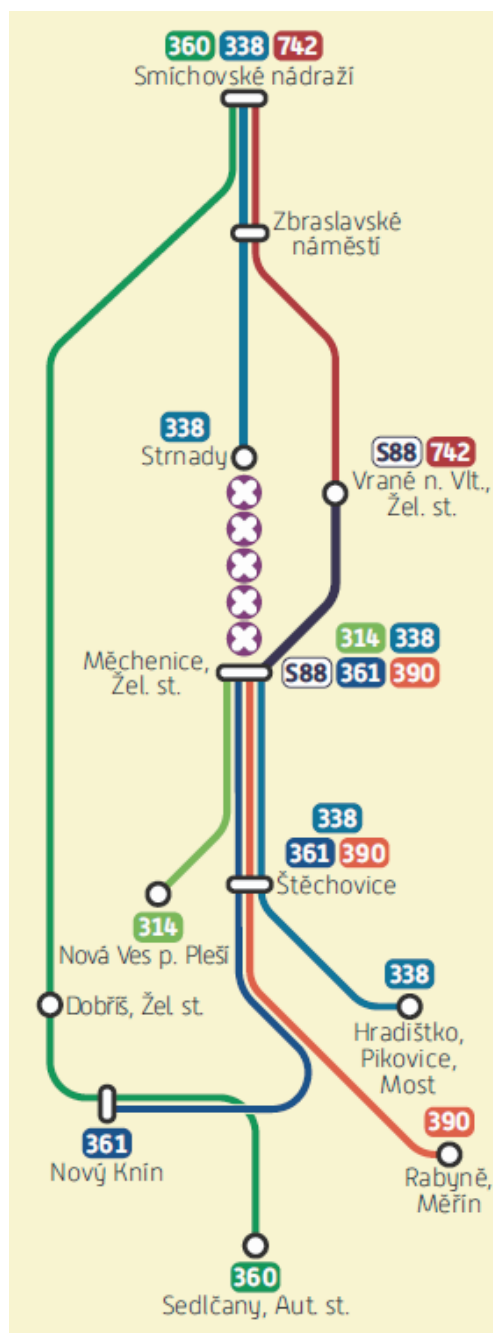 360 338 742
Smíchovské nádraží
Zbraslavské
náměstí
338
Strnady
S88 742
Vrané n. Vlt.,
Žel. st.
314 338
Měchenice,
Žel. st.
S88 361 390
338
361 390
Štěchovice
314
Nová Ves p. Pleší
338
Hradištko,
Pikovice,
Most
Dobříš, Žel. st.
361
Nový Knín
390
Rabyně,
Měřín
360
Sedlčany, Aut. st.